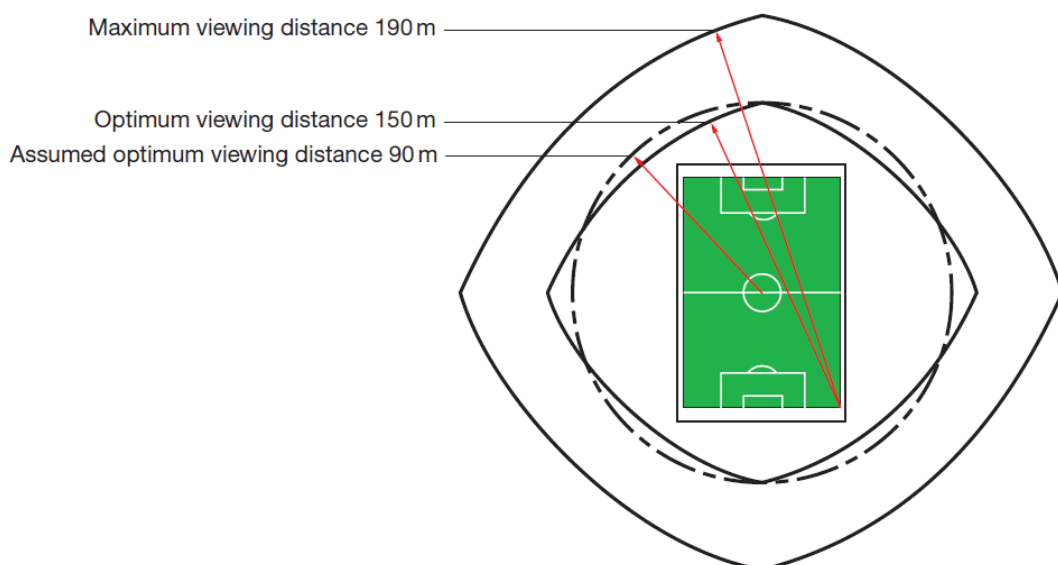 Maximum viewing distance 190 m
Optimum viewing distance 150 m
Assumed optimum viewing distance 90 m